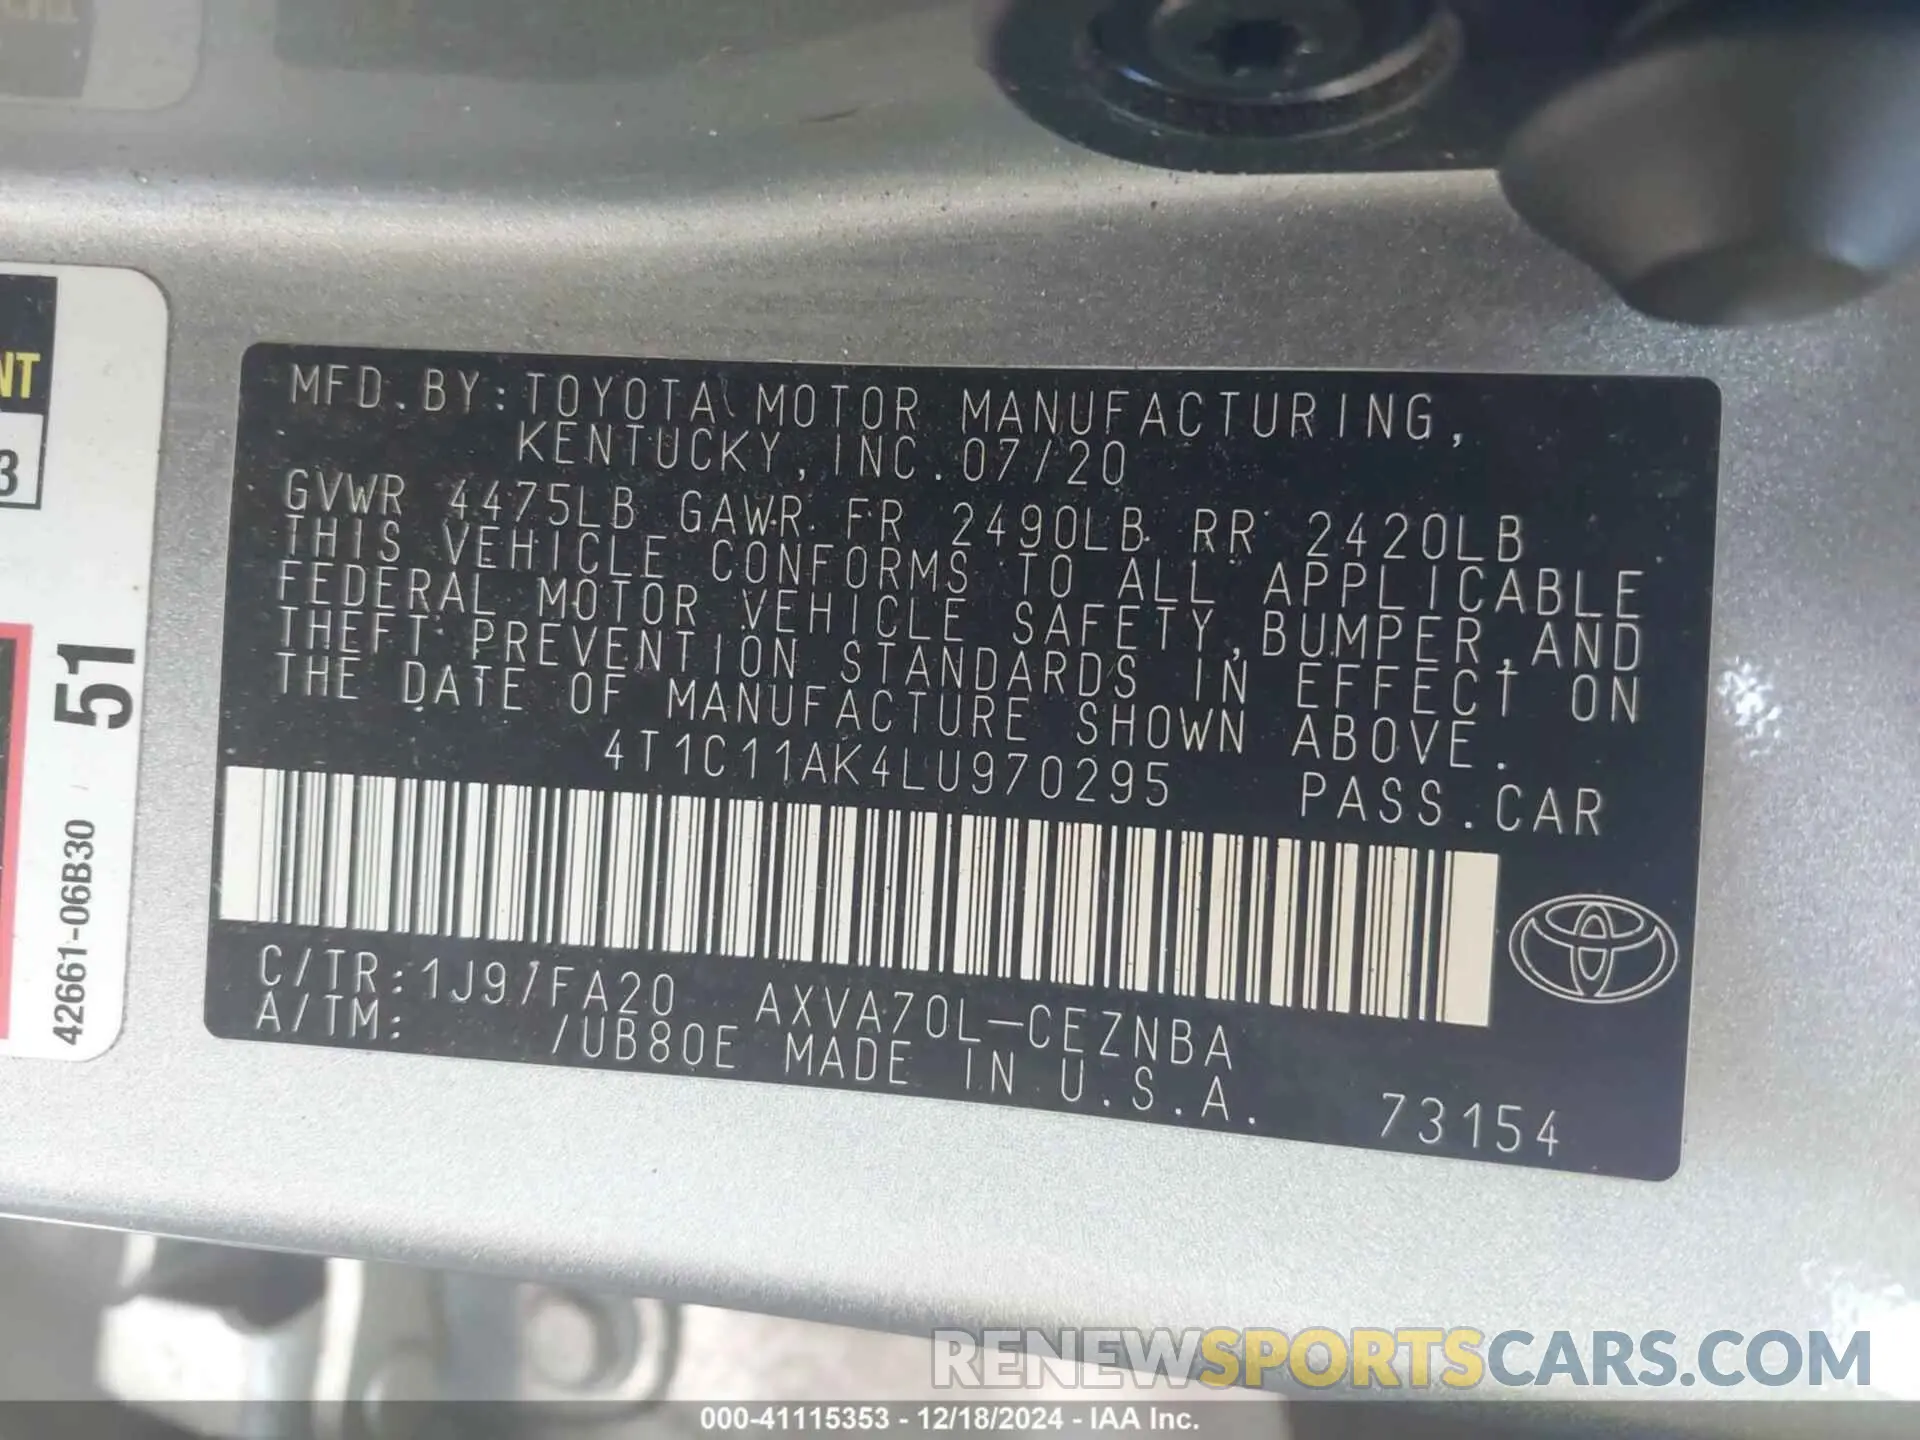 MFD.BY:TOYOTA MOTOR MANUFACTURING,
KENTUCKY,INC.07/20
GVWR 4475LB GAWR FR 2490LB RR 2420LB
THIS VEHICLE CONFORMS TO ALL APPLICABLE
FEDERAL MOTOR VEHICLE SAFETY,BUMPER,AND
THEFT PREVENTION STANDARDS IN EFFECT ON
THE DATE OF MANUFACTURE SHOWN ABOVE.
4T1C11AK4LU970295 PASS.CAR
C/TR:1J9/FA20 AXVA70L-CEZNBA
A/TM: /UB80E MADE IN U.S.A.
73154
NT
3
51
42661-06B30
RENEWSPORTSCARS.COM
000-41115353 - 12/18/2024 - IAA Inc.